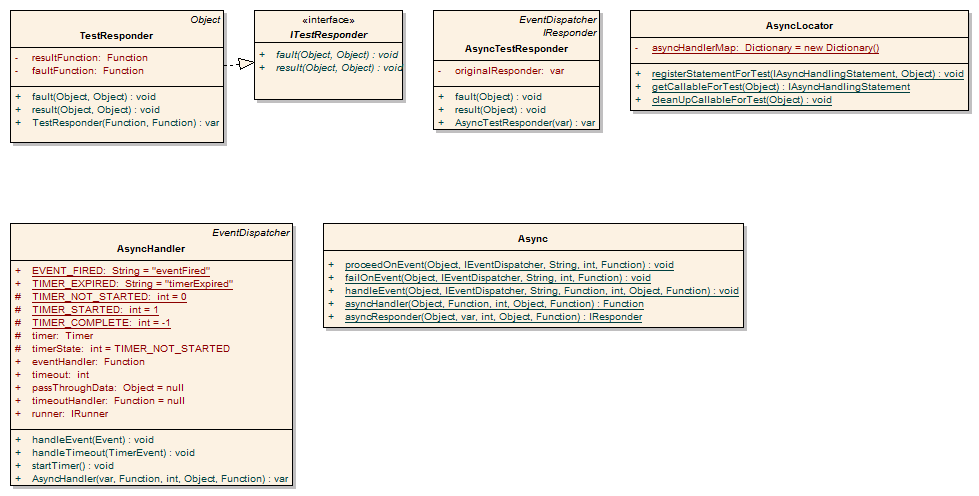 Object
TestResponder
- resultFunction: Function
- faultFunction: Function
+ fault(Object, Object) : void
+ result(Object, Object) : void
+ TestResponder(Function, Function) : var
«interface»
ITestResponder
+ fault(Object, Object) : void
+ result(Object, Object) : void
EventDispatcher
IResponder
AsyncTestResponder
- originalResponder: var
+ fault(Object) : void
+ result(Object) : void
+ AsyncTestResponder(var) : var
AsyncLocator
- asyncHandlerMap: Dictionary = new Dictionary()
+ registerStatementForTest(IAsyncHandlingStatement, Object) : void
+ getCallableForTest(Object) : IAsyncHandlingStatement
+ cleanUpCallableForTest(Object) : void
EventDispatcher
AsyncHandler
+ EVENT_FIRED: String = "eventFired"
+ TIMER_EXPIRED: String = "timerExpired"
# TIMER_NOT_STARTED: int = 0
# TIMER_STARTED: int = 1
# TIMER_COMPLETE: int = -1
# timer: Timer
# timerState: int = TIMER_NOT_STARTED
+ eventHandler: Function
+ timeout: int
+ passThroughData: Object = null
+ timeoutHandler: Function = null
+ runner: IRunner
+ handleEvent(Event) : void
+ handleTimeout(TimerEvent) : void
+ startTimer() : void
+ AsyncHandler(var, Function, int, Object, Function) : var
Async
+ proceedOnEvent(Object, IEventDispatcher, String, int, Function) : void
+ failOnEvent(Object, IEventDispatcher, String, int, Function) : void
+ handleEvent(Object, IEventDispatcher, String, Function, int, Object, Function) : void
+ asyncHandler(Object, Function, int, Object, Function) : Function
+ asyncResponder(Object, var, int, Object, Function) : IResponder